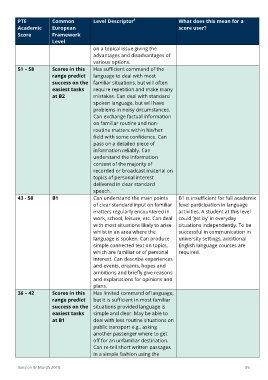 PTE Academic Score
Common European Framework Level
Level Descriptor²
What does this mean for a score user?
on a topical issue giving the
advantages and disadvantages of
various options.
51 - 58
Scores in this
range predict
success on the
easiest tasks
at B2
Has sufficient command of the
language to deal with most
familiar situations, but will often
require repetition and make many
mistakes. Can deal with standard
spoken language, but will have
problems in noisy circumstances.
Can exchange factual information
on familiar routine and non-
routine matters within his/her
field with some confidence. Can
pass on a detailed piece of
information reliably. Can
understand the information
content of the majority of
recorded or broadcast material on
topics of personal interest
delivered in clear standard
speech.
43 - 58
B1
Can understand the main points
of clear standard input on familiar
matters regularly encountered in
work, school, leisure, etc. Can deal
with most situations likely to arise
whilst in an area where the
language is spoken. Can produce
simple connected text on topics,
which are familiar or of personal
interest. Can describe experiences
and events, dreams, hopes and
ambitions and briefly give reasons
and explanations for opinions and
plans.
B1 is insufficient for full academic
level participation in language
activities. A student at this level
could 'get by' in everyday
situations independently. To be
successful in communication in
university settings, additional
English language courses are
required.
36 - 42
Scores in this
range predict
success on the
easiest tasks
at B1
Has limited command of language,
but it is sufficient in most familiar
situations provided language is
simple and clear. May be able to
deal with less routine situations on
public transport e.g., asking
another passenger where to get
off for an unfamiliar destination.
Can re-tell short written passages
in a simple fashion using the